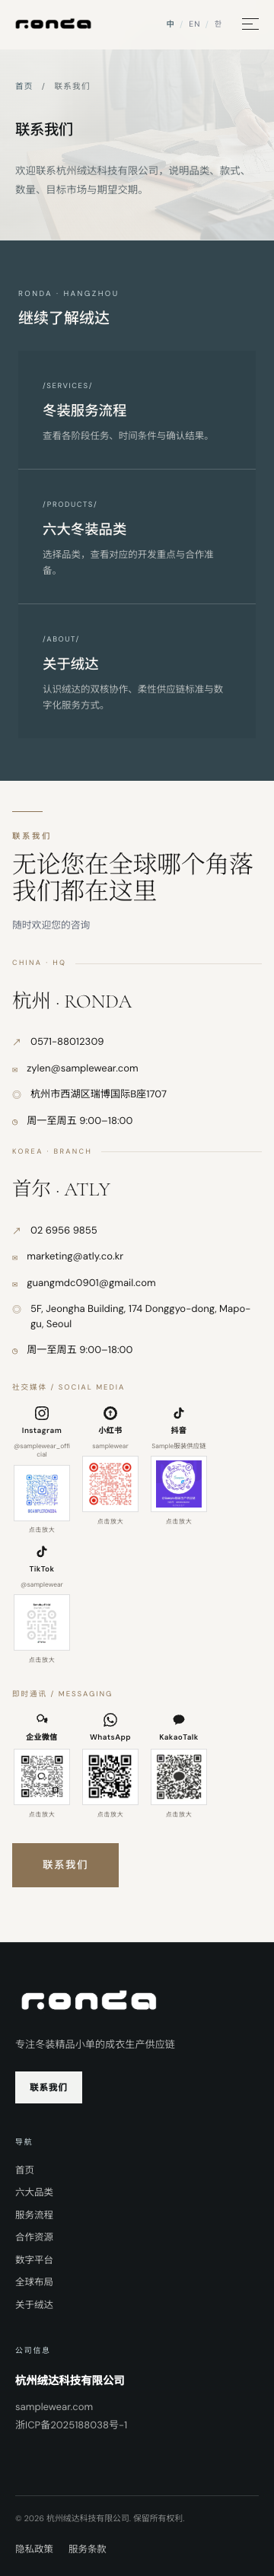 ronda
中 / EN / 한
首页 / 联系我们
联系我们
欢迎联系杭州绒达科技有限公司，说明品类、款式、
数量、目标市场与期望交期。
RONDA · HANGZHOU
继续了解绒达
/SERVICES/
冬装服务流程
查看各阶段任务、时间条件与确认结果。
/PRODUCTS/
六大冬装品类
选择品类，查看对应的开发重点与合作准
备。
/ABOUT/
关于绒达
认识绒达的双核协作、柔性供应链标准与数
字化服务方式。
联系我们
无论您在全球哪个角落
我们都在这里
随时欢迎您的咨询
CHINA · HQ
杭州 · RONDA
↗ 0571-88012309
✉ zylen@samplewear.com
◎ 杭州市西湖区瑞博国际B座1707
◷ 周一至周五 9:00–18:00
KOREA · BRANCH
首尔 · ATLY
↗ 02 6956 9855
✉ marketing@atly.co.kr
✉ guangmdc0901@gmail.com
◎ 5F, Jeongha Building, 174 Donggyo-dong, Mapo-
gu, Seoul
◷ 周一至周五 9:00–18:00
社交媒体 / SOCIAL MEDIA
Instagram
@samplewear_offi
cial
点击放大
小红书
samplewear
点击放大
抖音
Sample服装供应链
点击放大
TikTok
@samplewear
点击放大
即时通讯 / MESSAGING
企业微信
点击放大
WhatsApp
点击放大
KakaoTalk
点击放大
联系我们
ronda
专注冬装精品小单的成衣生产供应链
联系我们
导航
首页
六大品类
服务流程
合作资源
数字平台
全球布局
关于绒达
公司信息
杭州绒达科技有限公司
samplewear.com
浙ICP备2025188038号-1
© 2026 杭州绒达科技有限公司. 保留所有权利.
隐私政策 服务条款